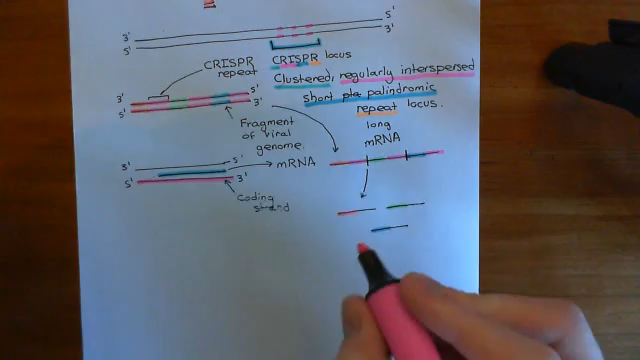 3' 5'
5' 3'
CRISPR locus
CRISPR
repeat
Clustered, regularly interspersed
short palindromic
repeat locus.
3' 5'
5' 3'
Fragment
of viral
genome.
long
mRNA
3' 5'
mRNA
5' 3'
Coding
strand